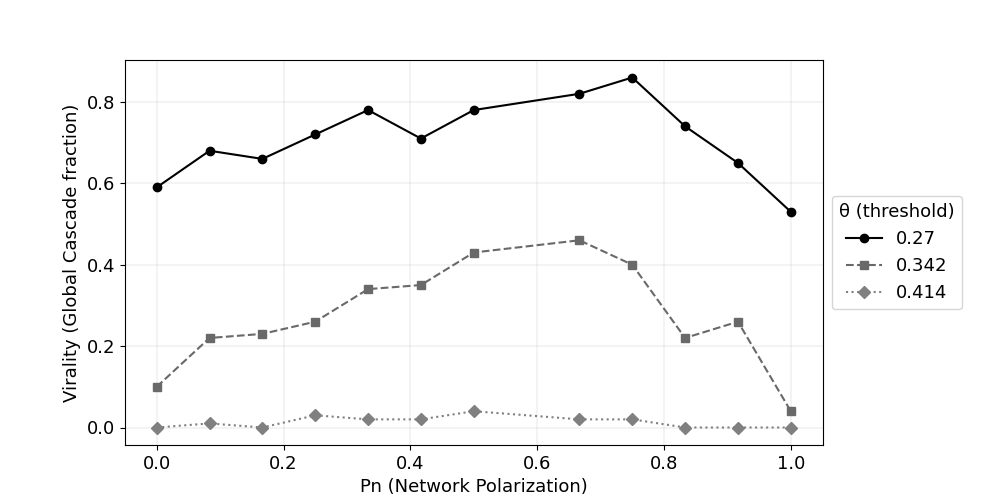 Virality (Global Cascade fraction)
0.8
0.6
0.4
0.2
0.0
0.0 0.2 0.4 0.6 0.8 1.0
Pn (Network Polarization)
θ (threshold)
0.27
0.342
0.414